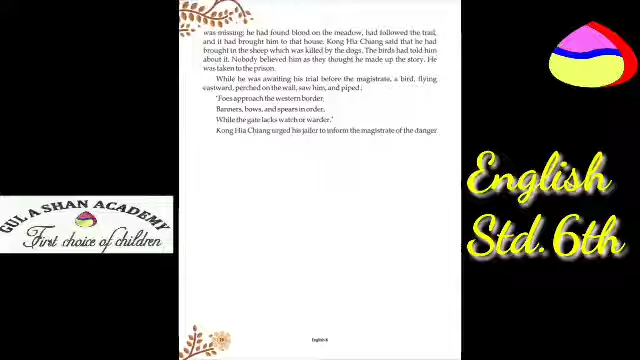 was missing; he had found blood on the meadow, had followed the trail,
and it had brought him to that house. Kong Hia Chiang said that he had
brought in the sheep which was killed by the dogs. The birds had told him
about it. Nobody believed him as they thought he made up the story. He
was taken to the prison.
While he was awaiting his trial before the magistrate, a bird, flying
eastward, perched on the wall, saw him, and piped;
'Foes approach the western border,
Banners, bows, and spears in order,
While the gate lacks watch or warder.'
Kong Hia Chiang urged his jailer to inform the magistrate of the danger
English-6
GUL A SHAN ACADEMY
First choice of children
English
Std. 6th